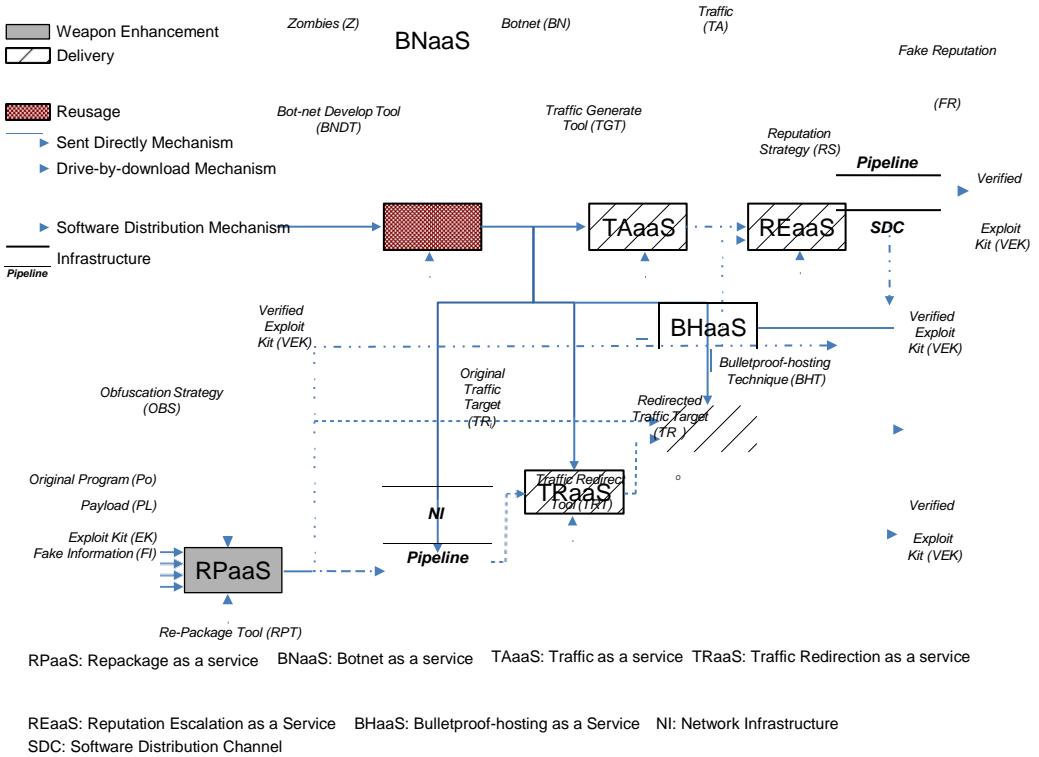 Weapon Enhancement
Delivery
Reusage
Sent Directly Mechanism
Drive-by-download Mechanism
Software Distribution Mechanism
Infrastructure
Pipeline
Zombies (Z)
BNaaS
Botnet (BN)
Traffic
(TA)
Fake Reputation
(FR)
Bot-net Develop Tool
(BNDT)
Traffic Generate
Tool (TGT)
Reputation
Strategy (RS)
Pipeline
Verified
TAaaS
REaaS
SDC
Exploit
Kit (VEK)
Verified
Exploit
Kit (VEK)
BHaaS
Verified
Exploit
Kit (VEK)
Bulletproof-hosting
Technique (BHT)
Original
Traffic
Target
(TR)
Redirected
Traffic Target
(TR )
o
Obfuscation Strategy
(OBS)
Original Program (Po)
Payload (PL)
Exploit Kit (EK)
Fake Information (FI)
RPaaS
Re-Package Tool (RPT)
NI
Pipeline
TRaaS
Traffic Redirect
Tool (TRT)
Verified
Exploit
Kit (VEK)
RPaaS: Repackage as a service BNaaS: Botnet as a service TAaaS: Traffic as a service TRaaS: Traffic Redirection as a service
REaaS: Reputation Escalation as a Service BHaaS: Bulletproof-hosting as a Service NI: Network Infrastructure
SDC: Software Distribution Channel